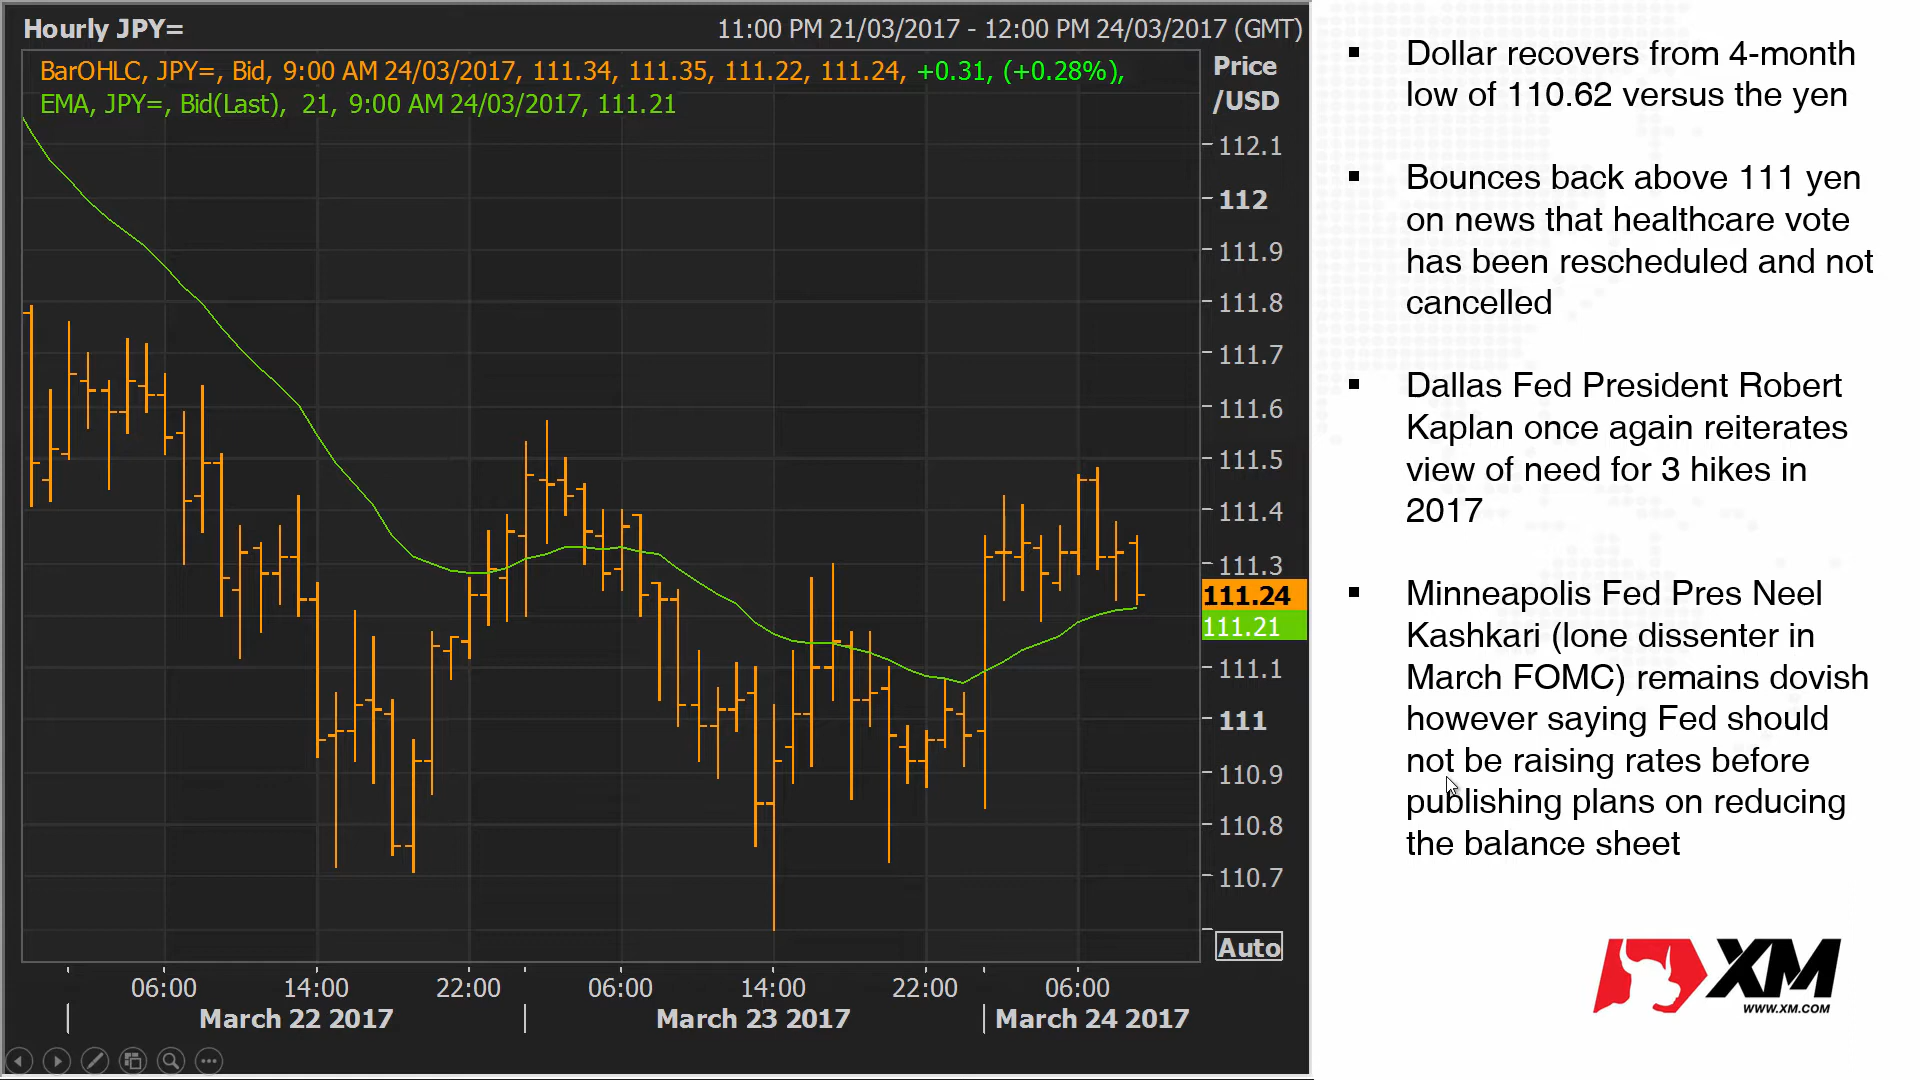 Hourly JPY=
11:00 PM 21/03/2017 - 12:00 PM 24/03/2017 (GMT)
BarOHLC, JPY=, Bid, 9:00 AM 24/03/2017, 111.34, 111.35, 111.22, 111.24, +0.31, (+0.28%),
EMA, JPY=, Bid(Last), 21, 9:00 AM 24/03/2017, 111.21
Price
/USD
112.1
112
111.9
111.8
111.7
111.6
111.5
111.4
111.3
111.24
111.21
111.1
111
110.9
110.8
110.7
Auto
06:00
14:00
22:00
06:00
14:00
22:00
06:00
March 22 2017
March 23 2017
March 24 2017
▪ Dollar recovers from 4-month
low of 110.62 versus the yen
▪ Bounces back above 111 yen
on news that healthcare vote
has been rescheduled and not
cancelled
▪ Dallas Fed President Robert
Kaplan once again reiterates
view of need for 3 hikes in
2017
▪ Minneapolis Fed Pres Neel
Kashkari (lone dissenter in
March FOMC) remains dovish
however saying Fed should
not be raising rates before
publishing plans on reducing
the balance sheet
XM
WWW.XM.COM